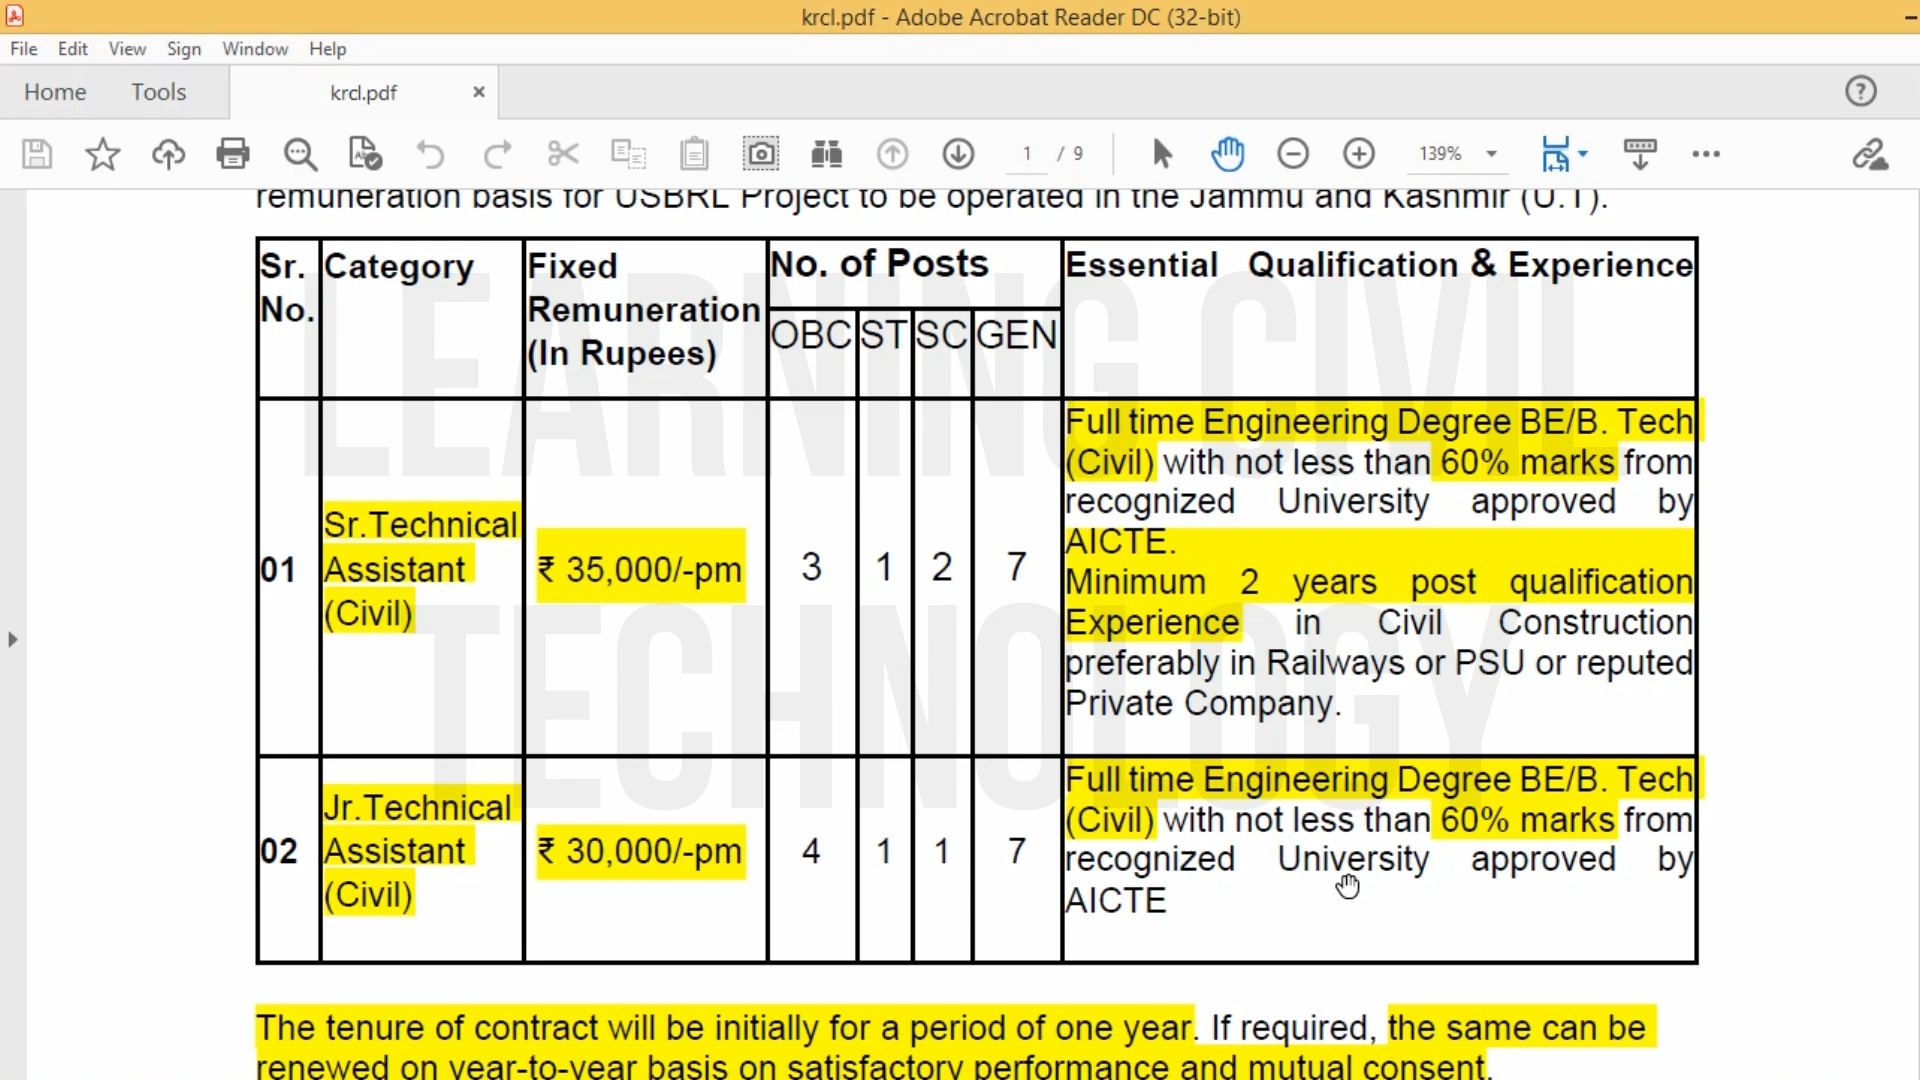 krcl.pdf - Adobe Acrobat Reader DC (32-bit)
File Edit View Sign Window Help
Home Tools krcl.pdf
1 / 9 139%
remuneration basis for USBRL Project to be operated in the Jammu and Kashmir (U.T).
Sr. No. Category Fixed Remuneration (In Rupees) No. of Posts Essential Qualification & Experience
OBC ST SC GEN
01 Sr.Technical Assistant (Civil) ₹ 35,000/-pm 3 1 2 7
Full time Engineering Degree BE/B. Tech
(Civil) with not less than 60% marks from
recognized University approved by
AICTE.
Minimum 2 years post qualification
Experience in Civil Construction
preferably in Railways or PSU or reputed
Private Company.
02 Jr.Technical Assistant (Civil) ₹ 30,000/-pm 4 1 1 7
Full time Engineering Degree BE/B. Tech
(Civil) with not less than 60% marks from
recognized University approved by
AICTE
The tenure of contract will be initially for a period of one year. If required, the same can be
renewed on year-to-year basis on satisfactory performance and mutual consent.
LEARNING CIVIL
TECHNOLOGY